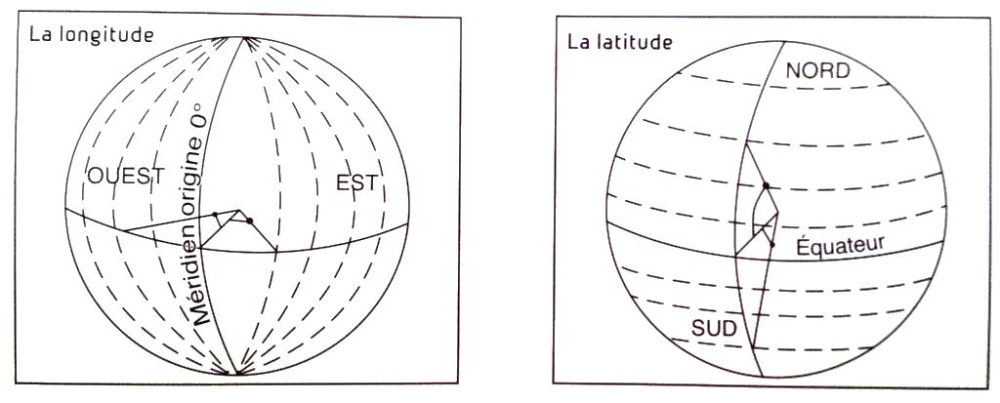 La longitude
OUEST
Méridien origine 0°
EST
La latitude
NORD
Équateur
SUD